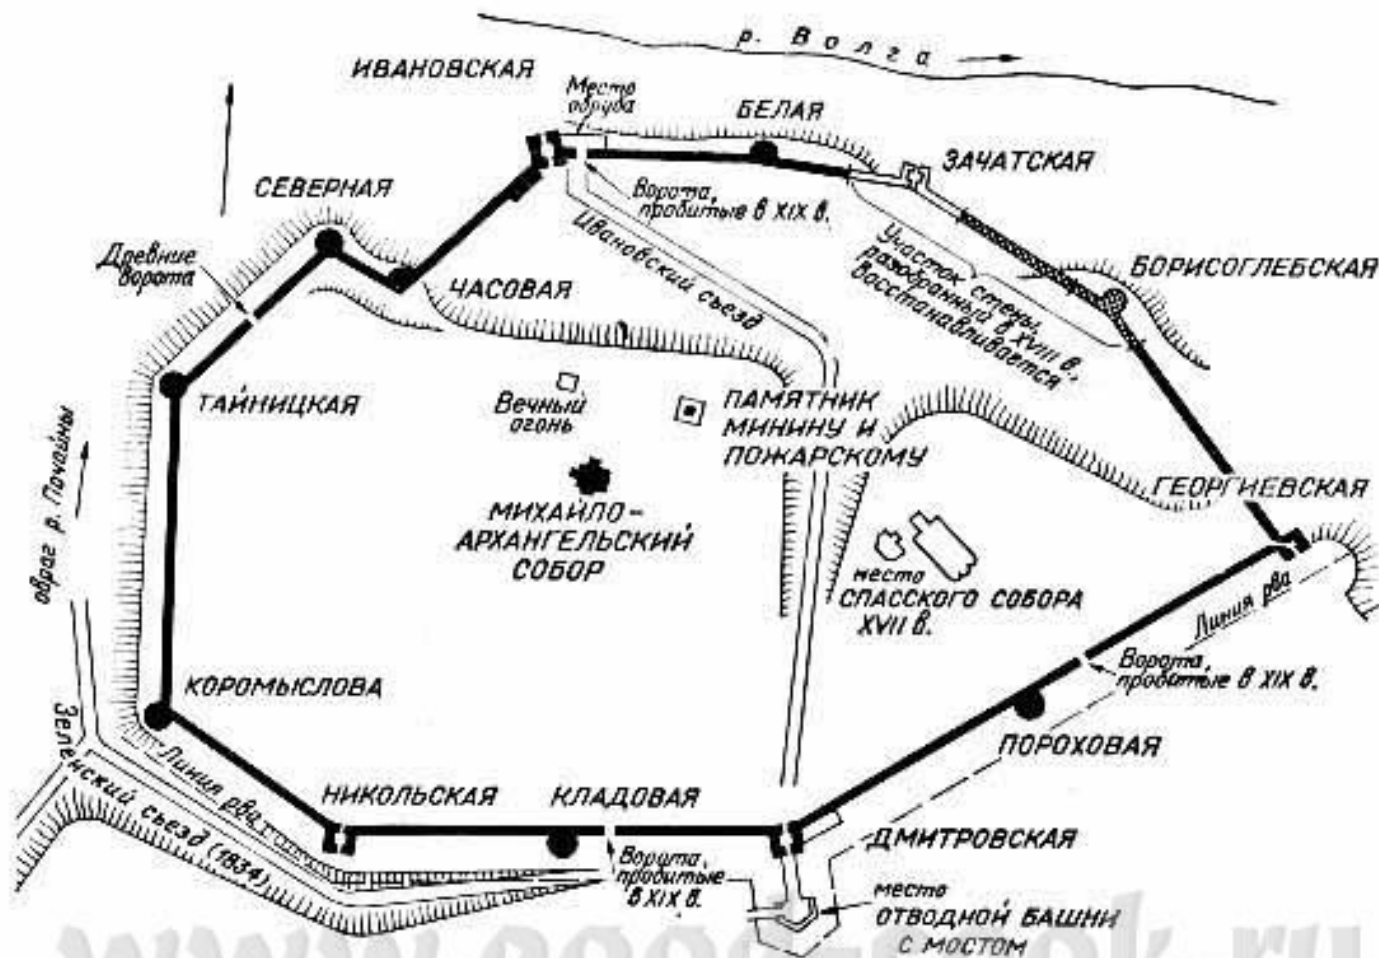 р. Волга
ИВАНОВСКАЯ
Место
обруба
БЕЛАЯ
ЗАЧАТСКАЯ
СЕВЕРНАЯ
Ворота,
пробитые в XIX в.
Древние
ворота
Ивановский съезд
Участок стены,
разобранный в XVIII в.,
восстанавливается
БОРИСОГЛЕБСКАЯ
ЧАСОВАЯ
ТАЙНИЦКАЯ
Вечный
огонь
ПАМЯТНИК
МИНИНУ И
ПОЖАРСКОМУ
овраг р. Почайны
ГЕОРГИЕВСКАЯ
МИХАЙЛО-
АРХАНГЕЛЬСКИЙ
СОБОР
место
СПАССКОГО СОБОРА
XVII в.
Линия рва
Ворота,
пробитые в XIX в.
КОРОМЫСЛОВА
ПОРОХОВАЯ
Зеленский съезд (1834)
Линия рва
НИКОЛЬСКАЯ
КЛАДОВАЯ
ДМИТРОВСКАЯ
Ворота,
пробитые
в XIX в.
место
ОТВОДНОЙ БАШНИ
С МОСТОМ